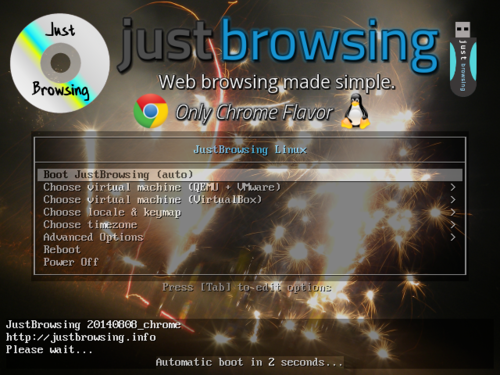 Just
Browsing
justbrowsing
Web browsing made simple.
Only Chrome Flavor
just browsing
JustBrowsing Linux
Boot JustBrowsing (auto)
Choose virtual machine (QEMU + VMware) >
Choose virtual machine (VirtualBox) >
Choose locale & keymap >
Choose timezone >
Advanced Options >
Reboot
Power Off
Press [Tab] to edit options
JustBrowsing 20140808_chrome
http://justbrowsing.info
Please wait...
Automatic boot in 2 seconds...